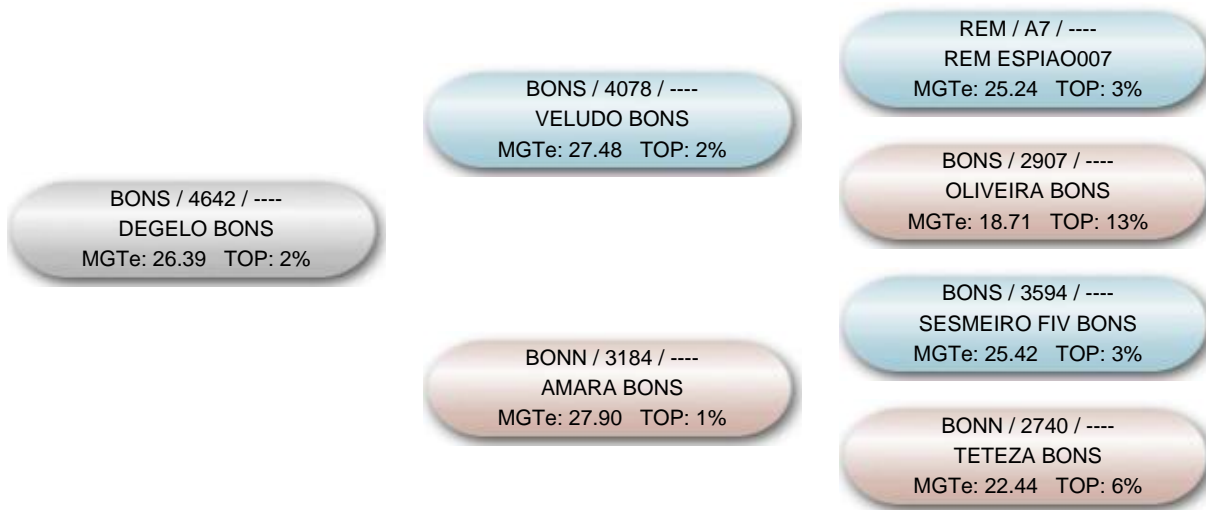 BONS / 4642 / ----
DEGELO BONS
MGTe: 26.39 TOP: 2%
BONS / 4078 / ----
VELUDO BONS
MGTe: 27.48 TOP: 2%
BONN / 3184 / ----
AMARA BONS
MGTe: 27.90 TOP: 1%
REM / A7 / ----
REM ESPIAO007
MGTe: 25.24 TOP: 3%
BONS / 2907 / ----
OLIVEIRA BONS
MGTe: 18.71 TOP: 13%
BONS / 3594 / ----
SESMEIRO FIV BONS
MGTe: 25.42 TOP: 3%
BONN / 2740 / ----
TETEZA BONS
MGTe: 22.44 TOP: 6%